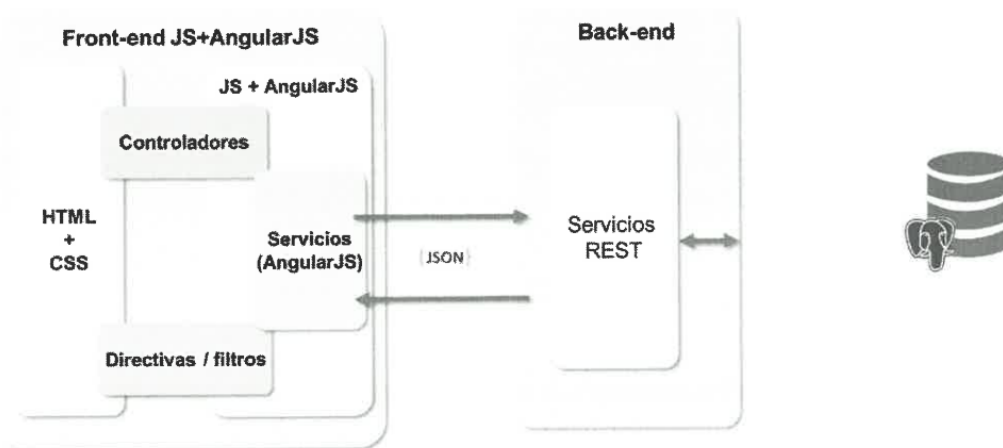 Front-end JS+AngularJS
JS + AngularJS
Controladores
HTML
+
CSS
Servicios
(AngularJS)
Directivas / filtros
{JSON}
Back-end
Servicios
REST